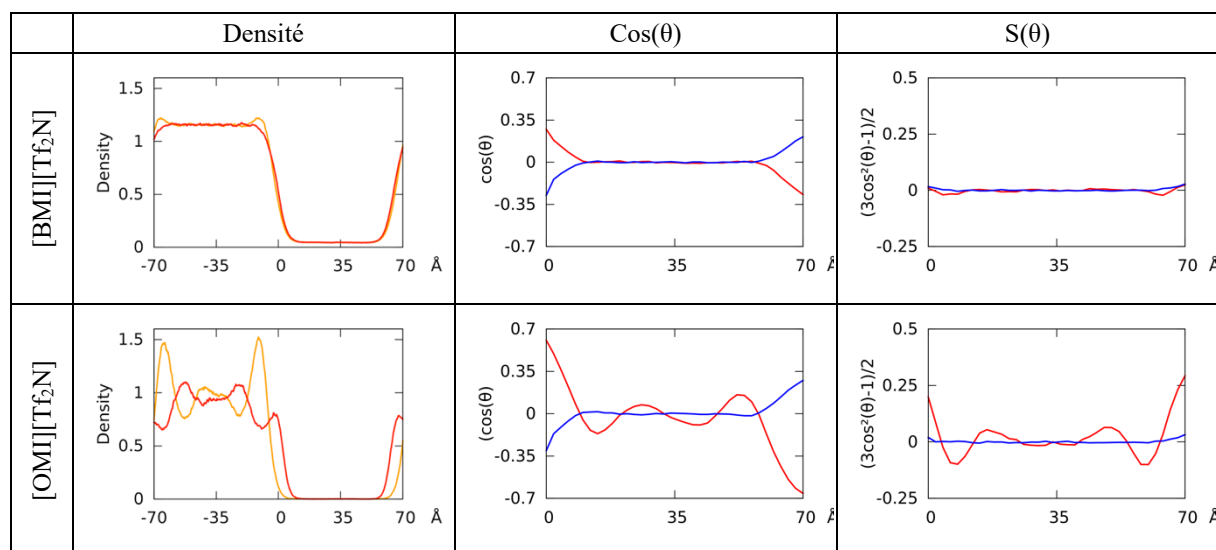 Densité Cos(θ) S(θ)
[BMI][Tf₂N]
1.5
1
0.5
0
Density
-70 -35 0 35 70 Å
0.7
0.35
0
-0.35
-0.7
cos(θ)
0 35 70 Å
0.5
0.25
0
-0.25
(3cos²(θ)-1)/2
0 35 70 Å
[OMI][Tf₂N]
1.5
1
0.5
0
Density
-70 -35 0 35 70 Å
0.7
0.35
0
-0.35
-0.7
(cos(θ)
0 35 70 Å
0.5
0.25
0
-0.25
(3cos²(θ)-1)/2
0 35 70 Å